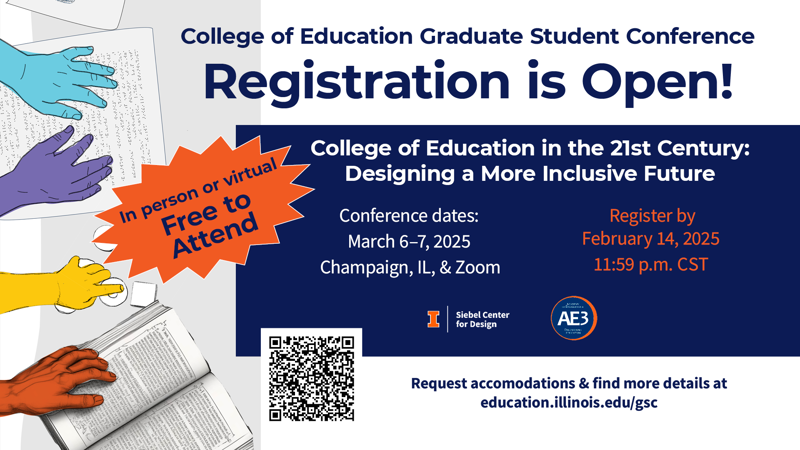 College of Education Graduate Student Conference
Registration is Open!
In person or virtual
Free to
Attend
College of Education in the 21st Century:
Designing a More Inclusive Future
Conference dates:
March 6–7, 2025
Champaign, IL, & Zoom
Register by
February 14, 2025
11:59 p.m. CST
Siebel Center
for Design
AE3
Request accomodations & find more details at
education.illinois.edu/gsc